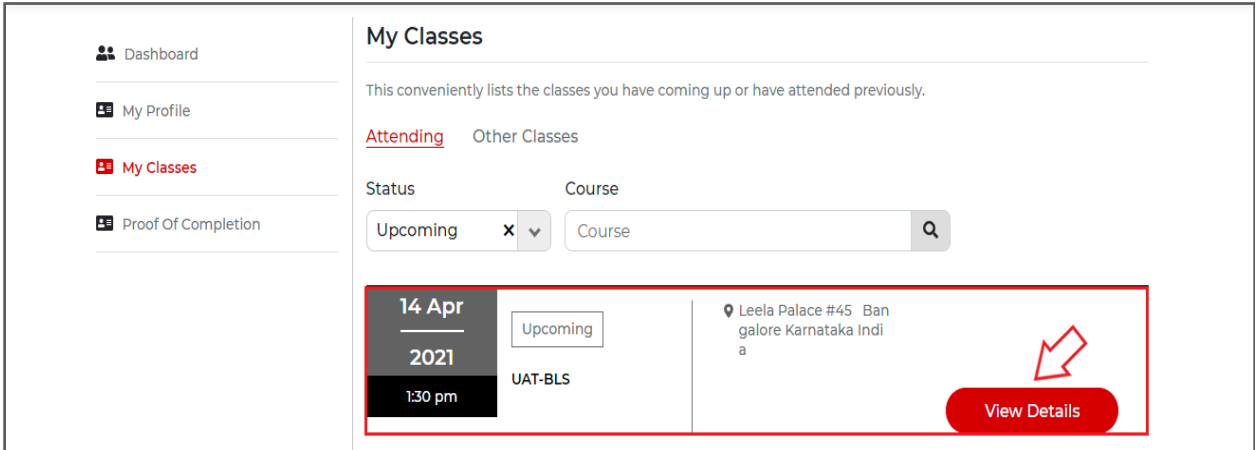 Dashboard
My Profile
My Classes
Proof Of Completion
My Classes
This conveniently lists the classes you have coming up or have attended previously.
Attending Other Classes
Status Course
Upcoming x Course
14 Apr
2021
1:30 pm
Upcoming
UAT-BLS
Leela Palace #45 Ban
galore Karnataka Indi
a
View Details